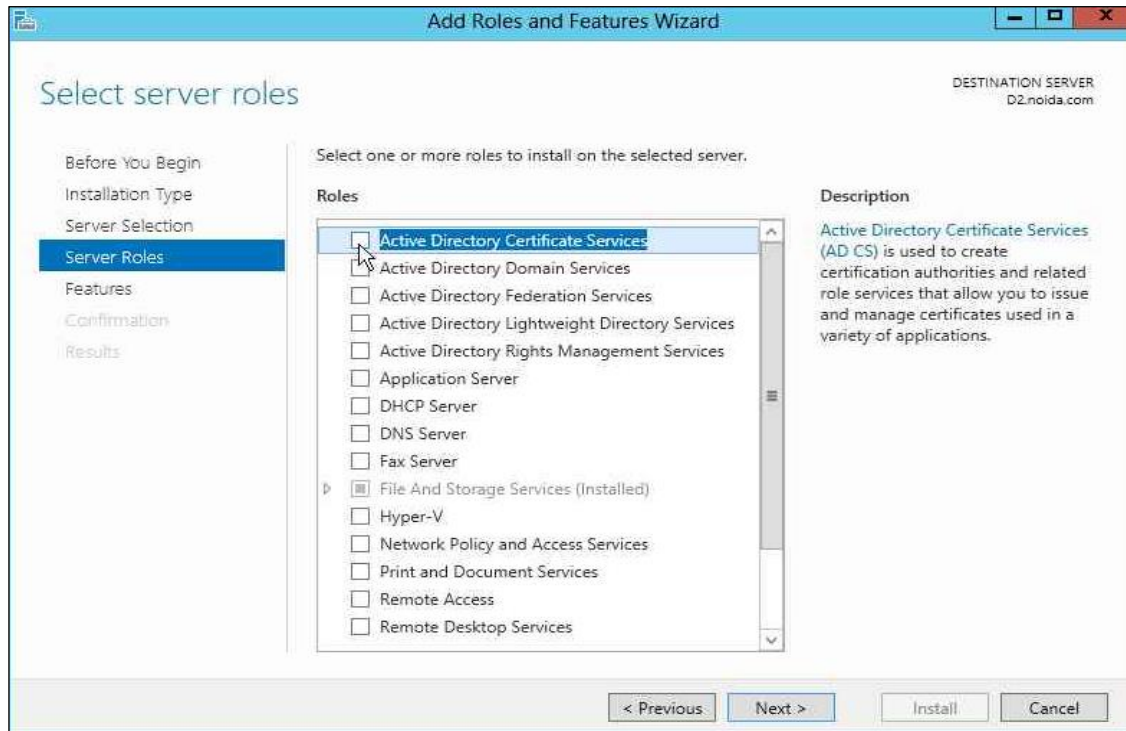 Add Roles and Features Wizard
Select server roles
DESTINATION SERVER
D2.noida.com
Before You Begin
Installation Type
Server Selection
Server Roles
Features
Confirmation
Results
Select one or more roles to install on the selected server.
Roles
Active Directory Certificate Services
Active Directory Domain Services
Active Directory Federation Services
Active Directory Lightweight Directory Services
Active Directory Rights Management Services
Application Server
DHCP Server
DNS Server
Fax Server
File And Storage Services (Installed)
Hyper-V
Network Policy and Access Services
Print and Document Services
Remote Access
Remote Desktop Services
Description
Active Directory Certificate Services
(AD CS) is used to create
certification authorities and related
role services that allow you to issue
and manage certificates used in a
variety of applications.
< Previous
Next >
Install
Cancel